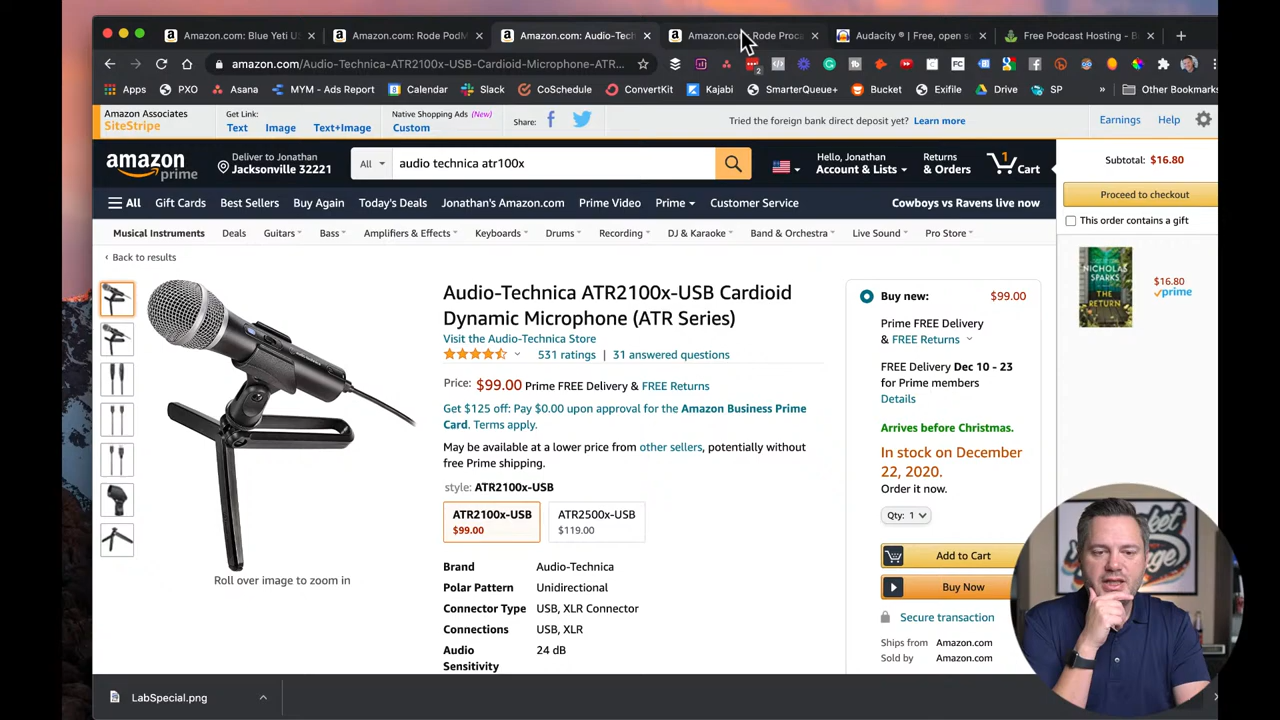 Amazon.com: Blue Yeti US
Amazon.com: Rode PodM
Amazon.com: Audio-Tech
Amazon.com: Rode Proca
Audacity ® | Free, open s
Free Podcast Hosting - B
amazon.com/Audio-Technica-ATR2100x-USB-Cardioid-Microphone-ATR...
Apps
PXO
Asana
MYM - Ads Report
Calendar
Slack
CoSchedule
ConvertKit
Kajabi
SmarterQueue+
Bucket
Exifile
Drive
SP
»
Other Bookmarks
Amazon Associates
SiteStripe
Get Link:
Text
Image
Text+Image
Native Shopping Ads (New)
Custom
Share:
Tried the foreign bank direct deposit yet? Learn more
Earnings
Help
amazon
prime
Deliver to Jonathan
Jacksonville 32221
All
audio technica atr100x
Hello, Jonathan
Account & Lists
Returns
& Orders
1
Cart
Subtotal: $16.80
Proceed to checkout
This order contains a gift
All
Gift Cards
Best Sellers
Buy Again
Today's Deals
Jonathan's Amazon.com
Prime Video
Prime
Customer Service
Cowboys vs Ravens live now
Musical Instruments
Deals
Guitars
Bass
Amplifiers & Effects
Keyboards
Drums
Recording
DJ & Karaoke
Band & Orchestra
Live Sound
Pro Store
‹ Back to results
Audio-Technica ATR2100x-USB Cardioid
Dynamic Microphone (ATR Series)
Visit the Audio-Technica Store
531 ratings | 31 answered questions
Price: $99.00 Prime FREE Delivery & FREE Returns
Get $125 off: Pay $0.00 upon approval for the Amazon Business Prime
Card. Terms apply.
May be available at a lower price from other sellers, potentially without
free Prime shipping.
style: ATR2100x-USB
ATR2100x-USB
$99.00
ATR2500x-USB
$119.00
Brand Audio-Technica
Polar Pattern Unidirectional
Connector Type USB, XLR Connector
Connections USB, XLR
Audio 24 dB
Sensitivity
Roll over image to zoom in
Buy new: $99.00
Prime FREE Delivery
& FREE Returns
FREE Delivery Dec 10 - 23
for Prime members
Details
Arrives before Christmas.
In stock on December
22, 2020.
Order it now.
Qty: 1
Add to Cart
Buy Now
Secure transaction
Ships from Amazon.com
Sold by Amazon.com
NICHOLAS
SPARKS
THE
RETURN
$16.80
prime
LabSpecial.png